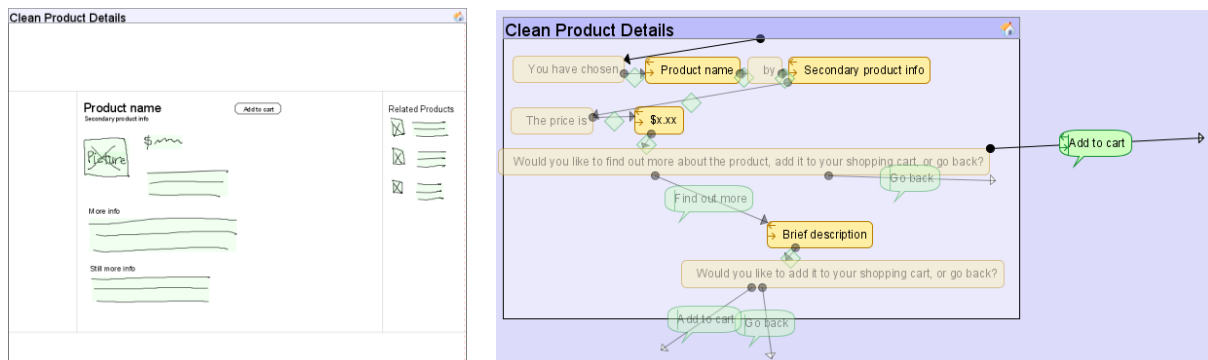 Clean Product Details
Product name
Add to cart
Secondary product info
Related Products
Picture
$
More info
Still more info
Clean Product Details
You have chosen
Product name
by
Secondary product info
The price is
$x.xx
Would you like to find out more about the product, add it to your shopping cart, or go back?
Add to cart
Go back
Find out more
Brief description
Would you like to add it to your shopping cart, or go back?
Add to cart
Go back